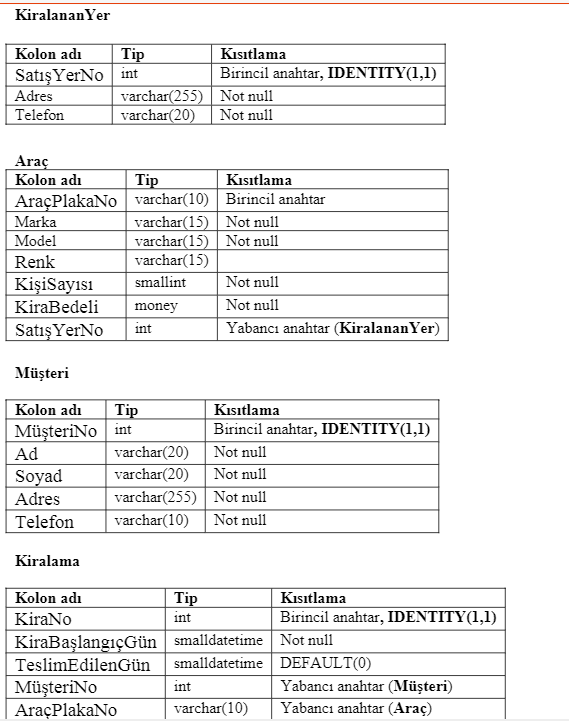 KiralananYer
Kolon adı Tip Kısıtlama
SatışYerNo int Birincil anahtar, IDENTITY(1,1)
Adres varchar(255) Not null
Telefon varchar(20) Not null
Araç
Kolon adı Tip Kısıtlama
AraçPlakaNo varchar(10) Birincil anahtar
Marka varchar(15) Not null
Model varchar(15) Not null
Renk varchar(15)
KişiSayısı smallint Not null
KiraBedeli money Not null
SatışYerNo int Yabancı anahtar (KiralananYer)
Müşteri
Kolon adı Tip Kısıtlama
MüşteriNo int Birincil anahtar, IDENTITY(1,1)
Ad varchar(20) Not null
Soyad varchar(20) Not null
Adres varchar(255) Not null
Telefon varchar(10) Not null
Kiralama
Kolon adı Tip Kısıtlama
KiraNo int Birincil anahtar, IDENTITY(1,1)
KiraBaşlangıçGün smalldatetime Not null
TeslimEdilenGün smalldatetime DEFAULT(0)
MüşteriNo int Yabancı anahtar (Müşteri)
AraçPlakaNo varchar(10) Yabancı anahtar (Araç)